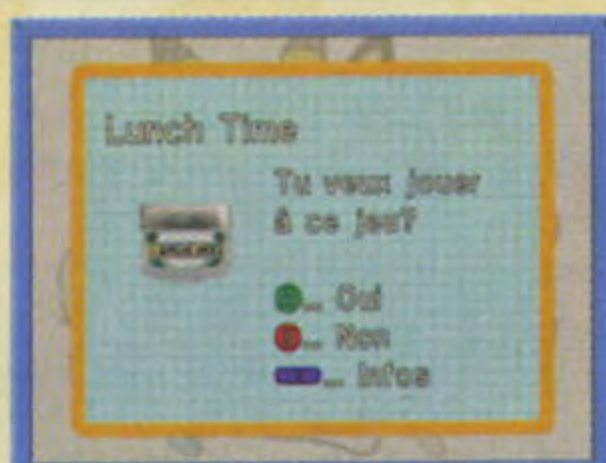 Lunch Time
Tu veux jouer
à ce jeu?
... Oui
... Non
... Infos